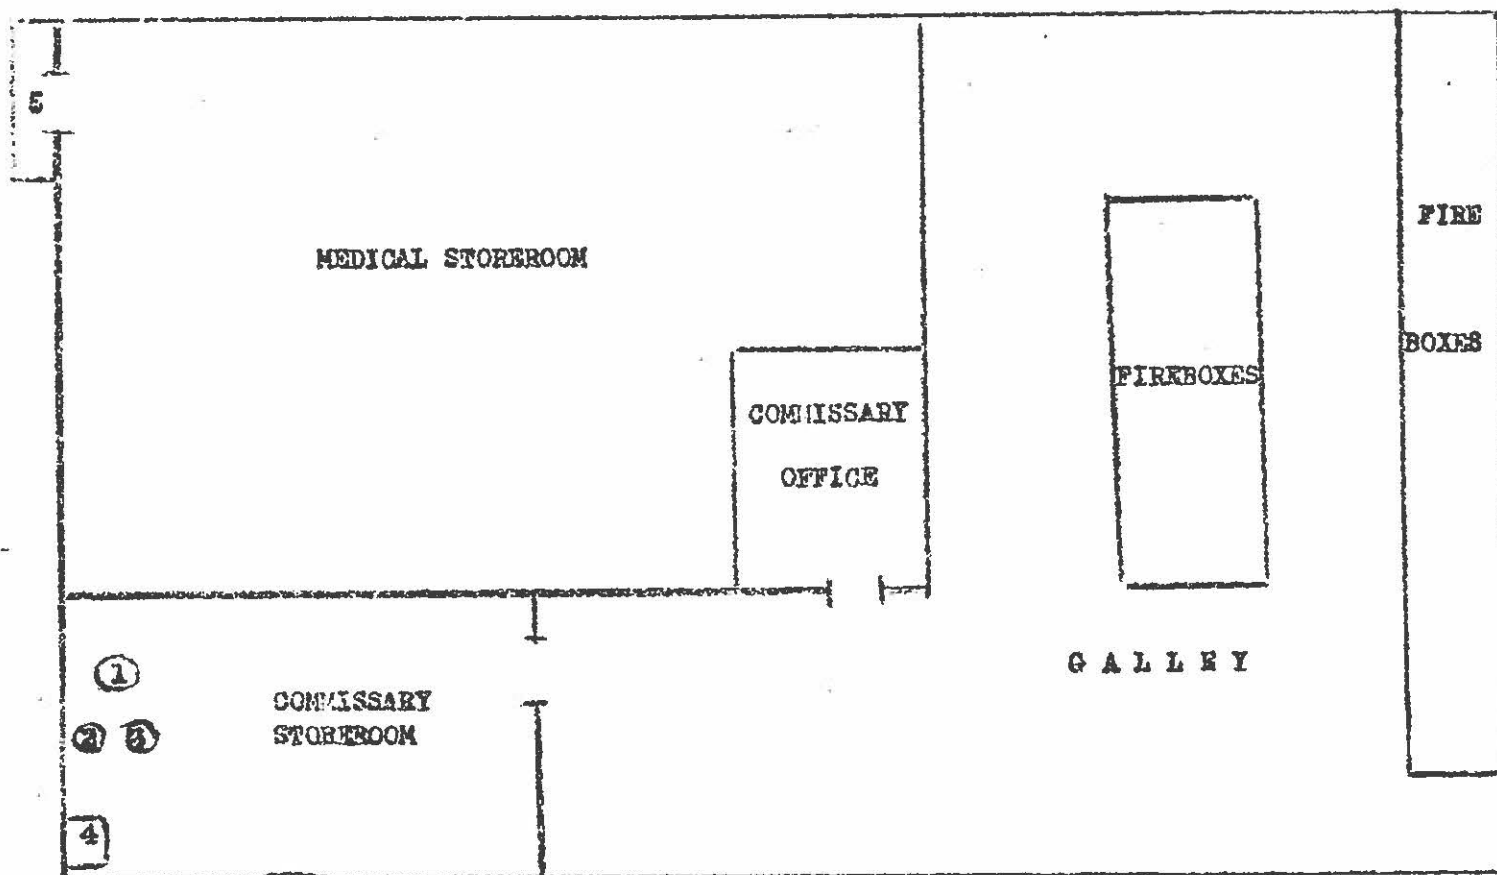 5
MEDICAL STOREROOM
FIRE
BOXES
FIREBOXES
COMMISSARY
OFFICE
GALLEY
1
COMMISSARY
STOREROOM
2 3
4